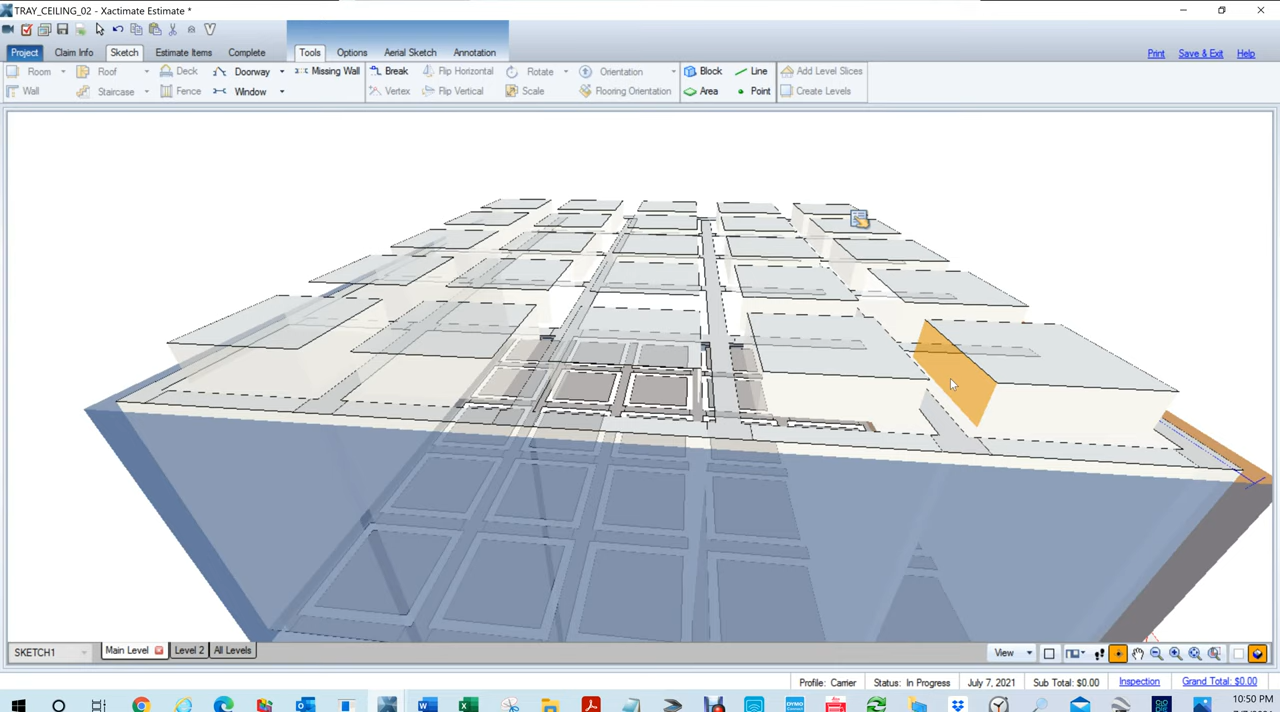 TRAY_CEILING_02 - Xactimate Estimate *
Project Claim Info Sketch Estimate Items Complete Tools Options Aerial Sketch Annotation Print Save & Exit Help
Room Roof Deck Doorway Missing Wall Break Flip Horizontal Rotate Orientation Block Line Add Level Slices
Wall Staircase Fence Window Vertex Flip Vertical Scale Flooring Orientation Area Point Create Levels
SKETCH1 Main Level Level 2 All Levels View
Profile: Carrier Status: In Progress July 7, 2021 Sub Total: $0.00 Inspection Grand Total: $0.00
10:50 PM